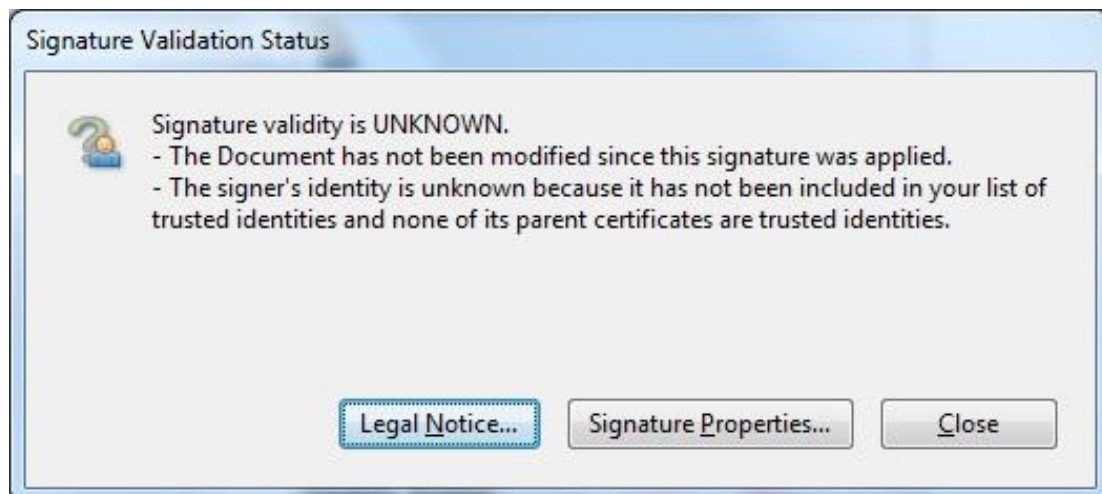 Signature Validation Status
Signature validity is UNKNOWN.
- The Document has not been modified since this signature was applied.
- The signer's identity is unknown because it has not been included in your list of
trusted identities and none of its parent certificates are trusted identities.
Legal Notice... Signature Properties... Close